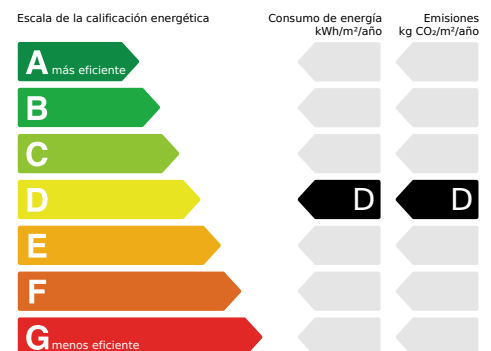 Escala de la calificación energética
Consumo de energía
kWh/m²/año
Emisiones
kg CO₂/m²/año
A más eficiente
B
C
D D D
E
F
G menos eficiente